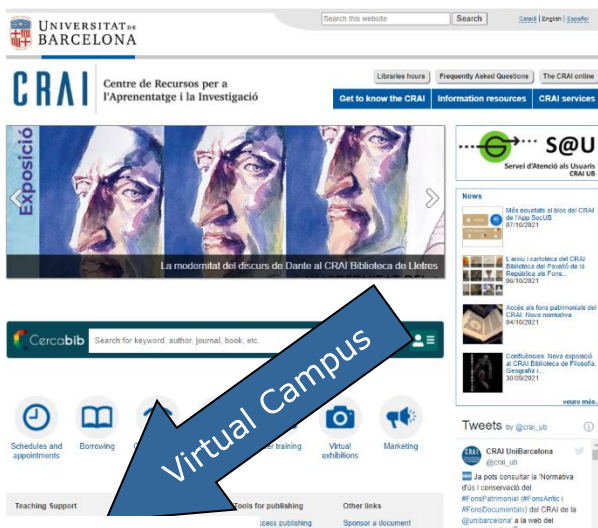 UNIVERSITAT DE
BARCELONA
Search this website
Search
Català | English | Español
CRAI
Centre de Recursos per a
l'Aprenentatge i la Investigació
Libraries hours
Frequently Asked Questions
The CRAI online
Get to know the CRAI
Information resources
CRAI services
Exposició
La modernitat del discurs de Dante al CRAI Biblioteca de Lletres
S@U
Servei d'Atenció als Usuaris
CRAI UB
News
Més novetats al bloc del CRAI
de l'App SocUB
07/10/2021
L'arxiu i cartoteca del CRAI
Biblioteca del Pavelló de la
República als Fons...
06/10/2021
Accés als fons patrimonials del
CRAI. Nova normativa
04/10/2021
Confluències. Nova exposició
al CRAI Biblioteca de Filosofia,
Geografia i...
30/09/2021
veure més..
Cercabib
Search for keyword, author, journal, book, etc.
Virtual Campus
Schedules and
appointments
Borrowing
training
Virtual
exhibitions
Marketing
Tweets by @crai_ub
CRAI UniBarcelona
@crai_ub
Ja pots consultar la 'Normativa
d'ús i conservació del
#FonsPatrimonial (#FonsAntic i
#FonsDocumentals) del CRAI de la
@unibarcelona' a la web del
Teaching Support
Tools for publishing
Other links
access publishing
Sponsor a document